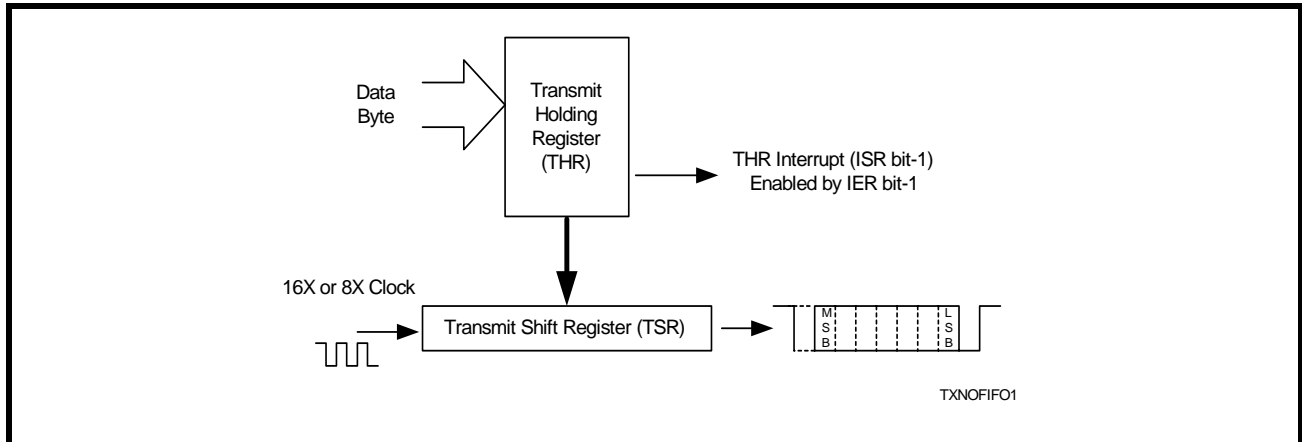 Data
Byte
Transmit
Holding
Register
(THR)
THR Interrupt (ISR bit-1)
Enabled by IER bit-1
16X or 8X Clock
Transmit Shift Register (TSR)
M
S
B
L
S
B
TXNOFIFO1